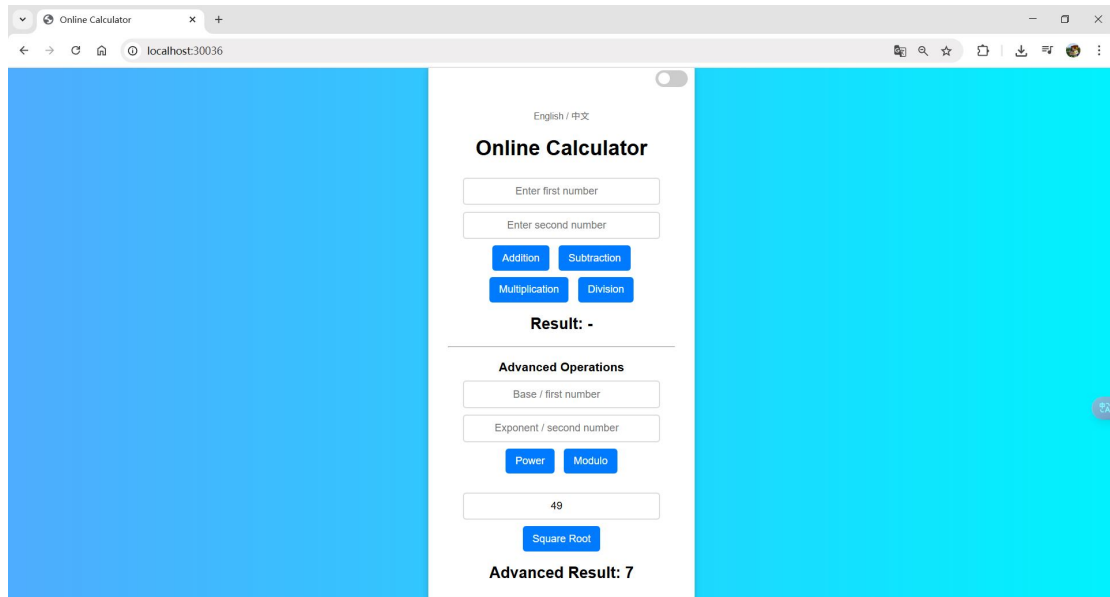 Online Calculator
localhost:30036
English / 中文
Online Calculator
Enter first number
Enter second number
Addition Subtraction
Multiplication Division
Result: -
Advanced Operations
Base / first number
Exponent / second number
Power Modulo
49
Square Root
Advanced Result: 7